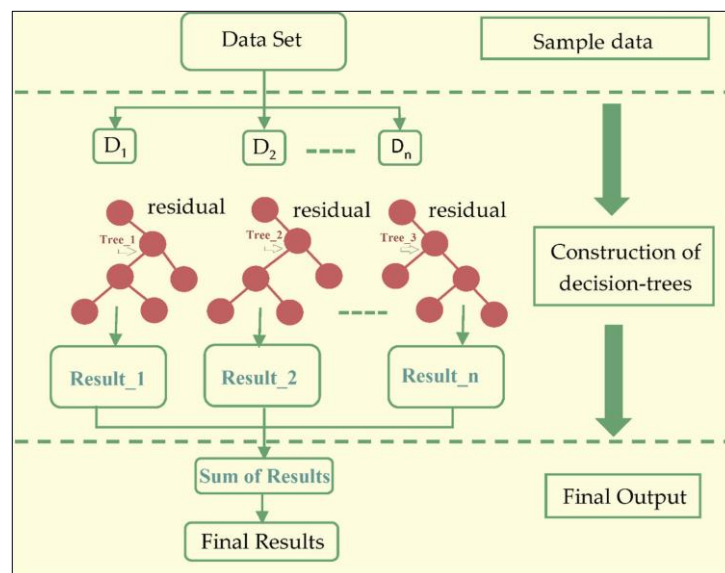 Data Set
Sample data
D₁
D₂
Dₙ
residual
residual
residual
Tree_1
Tree_2
Tree_3
Construction of
decision-trees
Result_1
Result_2
Result_n
Sum of Results
Final Output
Final Results